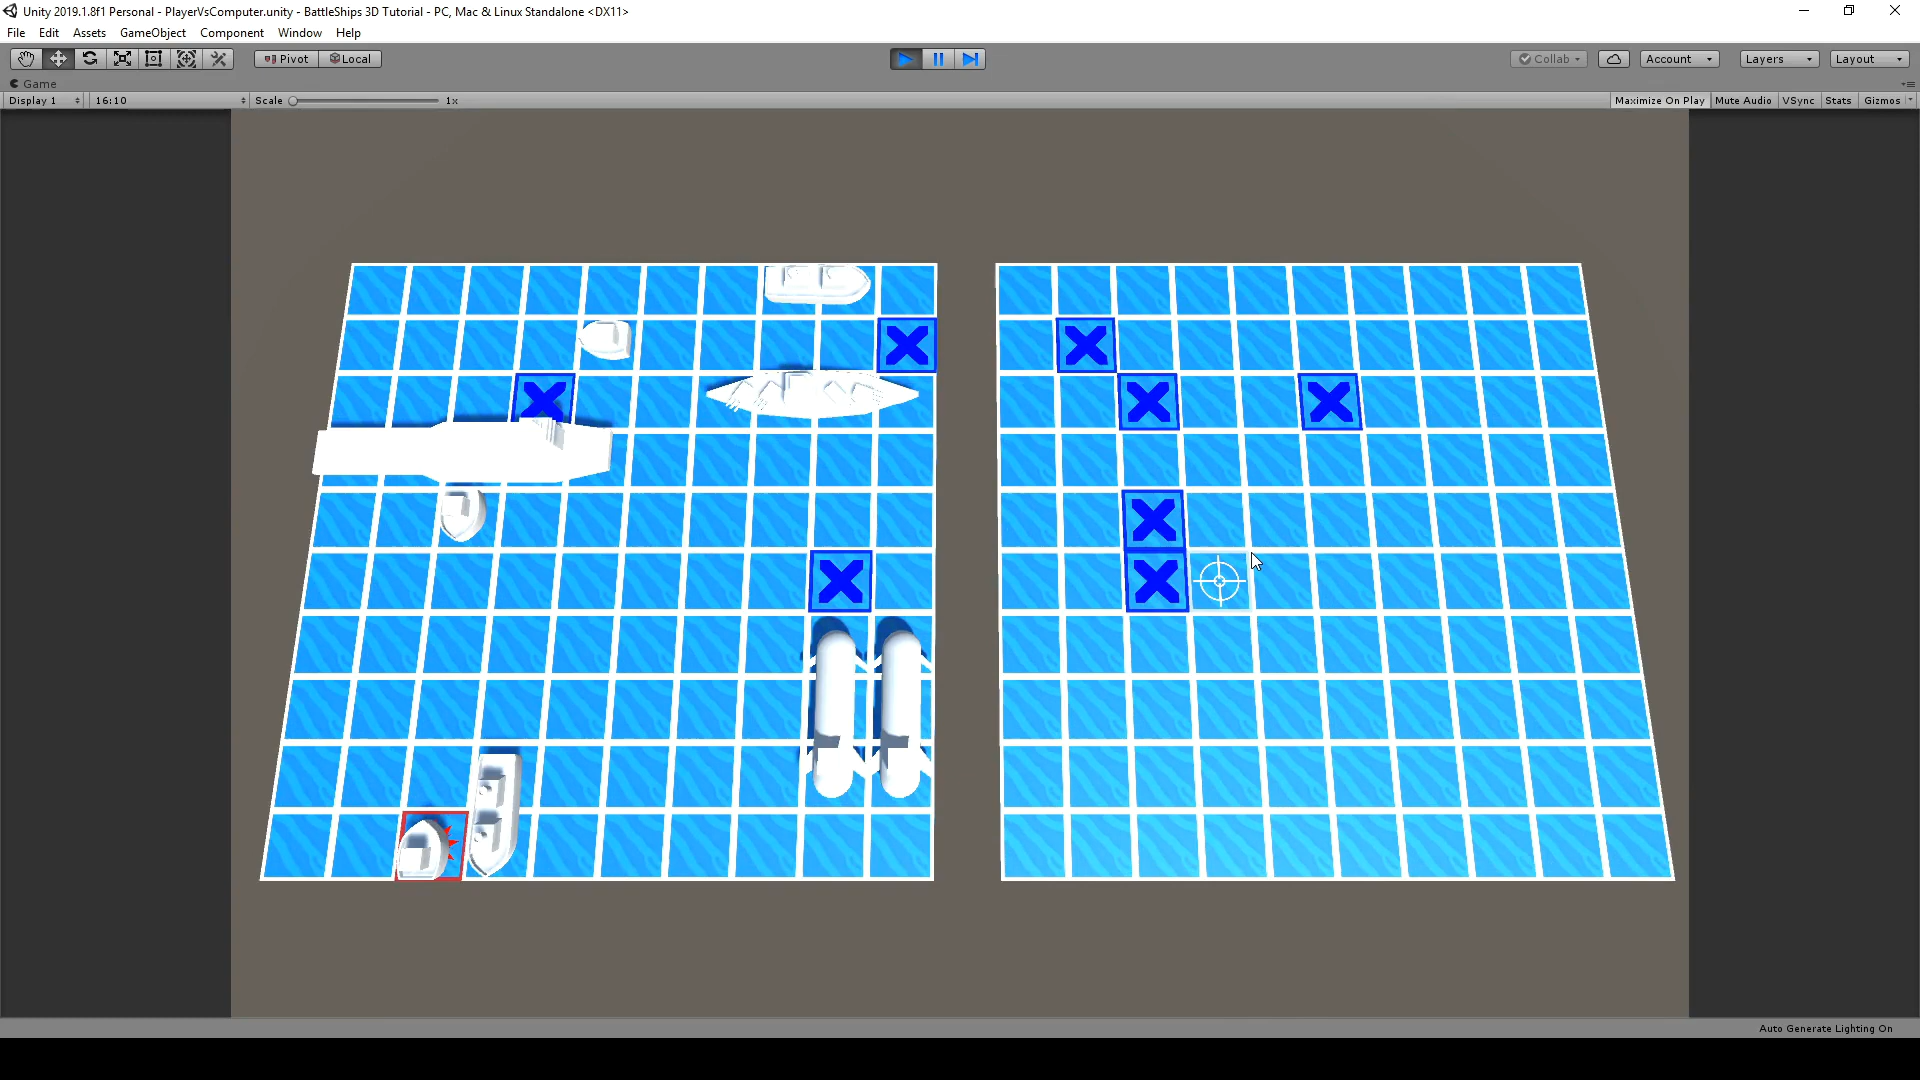 Unity 2019.1.8f1 Personal - PlayerVsComputer.unity - BattleShips 3D Tutorial - PC, Mac & Linux Standalone <DX11>
File Edit Assets GameObject Component Window Help
Pivot Local Collab Account Layers Layout
Game
Display 1 16:10 Scale 1x Maximize On Play Mute Audio VSync Stats Gizmos
Auto Generate Lighting On